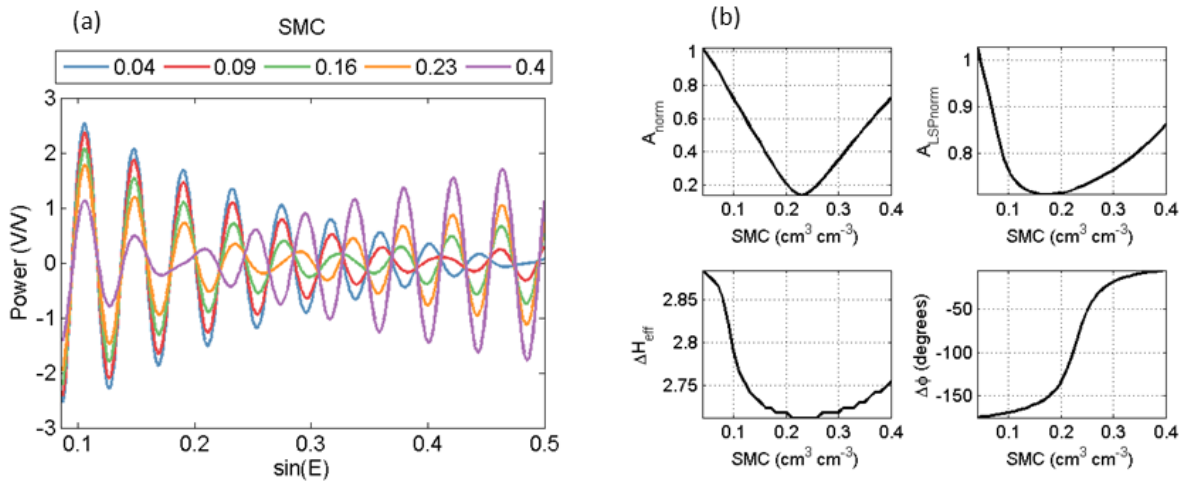 (a)
SMC
0.04 0.09 0.16 0.23 0.4
Power (V/V)
3
2
1
0
-1
-2
-3
0.1 0.2 0.3 0.4 0.5
sin(E)
(b)
A_norm
1
0.8
0.6
0.4
0.2
0.1 0.2 0.3 0.4
SMC (cm³ cm⁻³)
A_LSPnorm
1
0.9
0.8
0.1 0.2 0.3 0.4
SMC (cm³ cm⁻³)
ΔH_eff
2.85
2.8
2.75
0.1 0.2 0.3 0.4
SMC (cm³ cm⁻³)
Δϕ (degrees)
-50
-100
-150
0.1 0.2 0.3 0.4
SMC (cm³ cm⁻³)